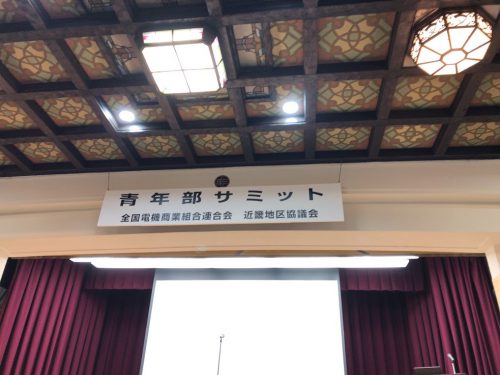 青年部サミット
全国電機商業組合連合会 近畿地区協議会